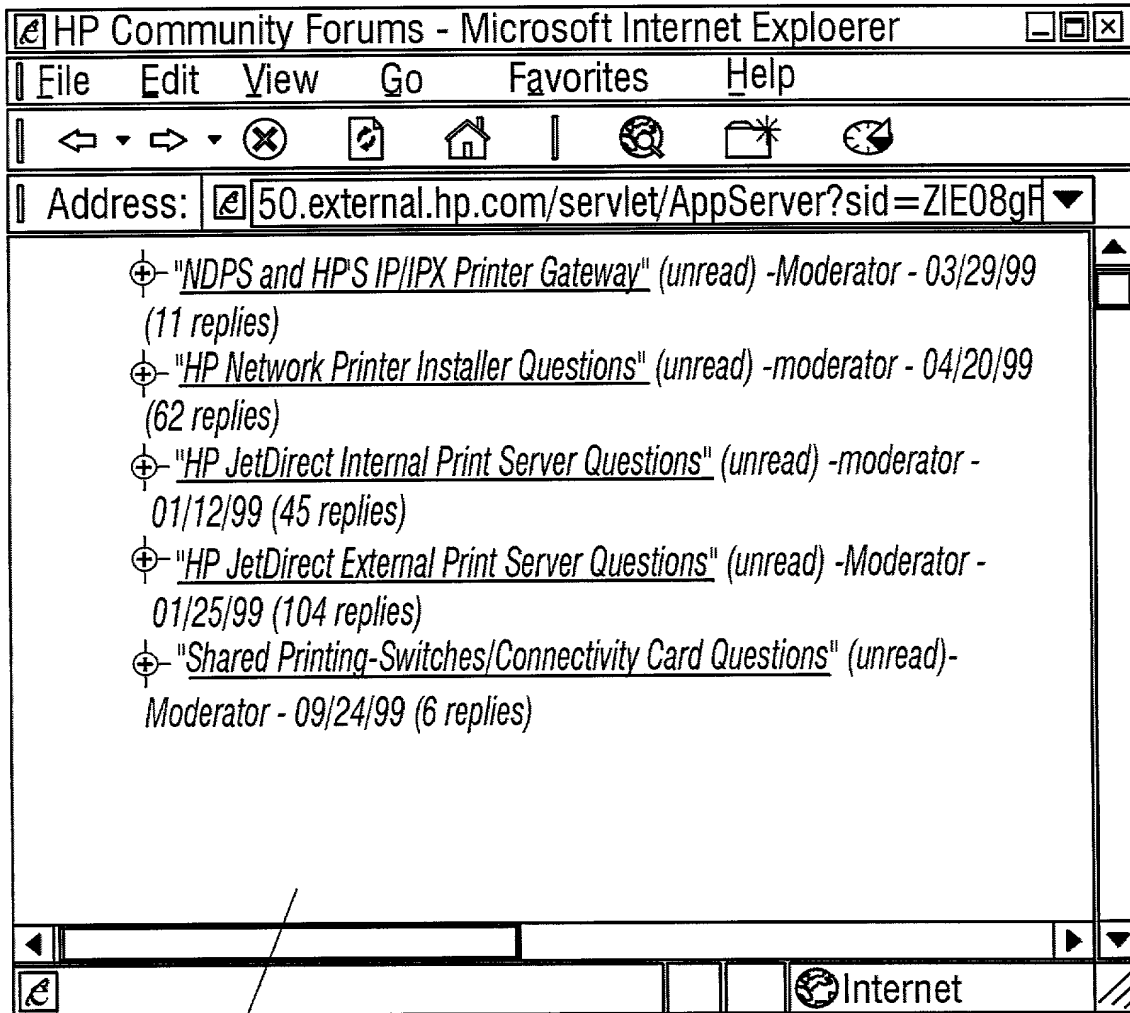 HP Community Forums - Microsoft Internet Exploerer
File Edit View Go Favorites Help
Address: 50.external.hp.com/servlet/AppServer?sid=ZIE08gF
"NDPS and HP'S IP/IPX Printer Gateway" (unread) -Moderator - 03/29/99
(11 replies)
"HP Network Printer Installer Questions" (unread) -moderator - 04/20/99
(62 replies)
"HP JetDirect Internal Print Server Questions" (unread) -moderator -
01/12/99 (45 replies)
"HP JetDirect External Print Server Questions" (unread) -Moderator -
01/25/99 (104 replies)
"Shared Printing-Switches/Connectivity Card Questions" (unread)-
Moderator - 09/24/99 (6 replies)
Internet